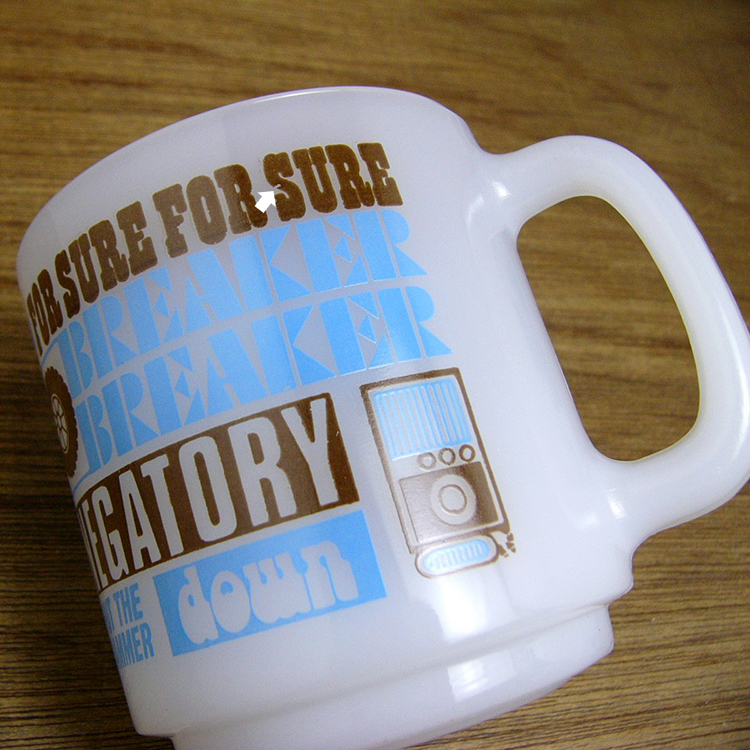 FOR SURE FOR SURE
BREAKER
BREAKER
EGATORY
THE
down